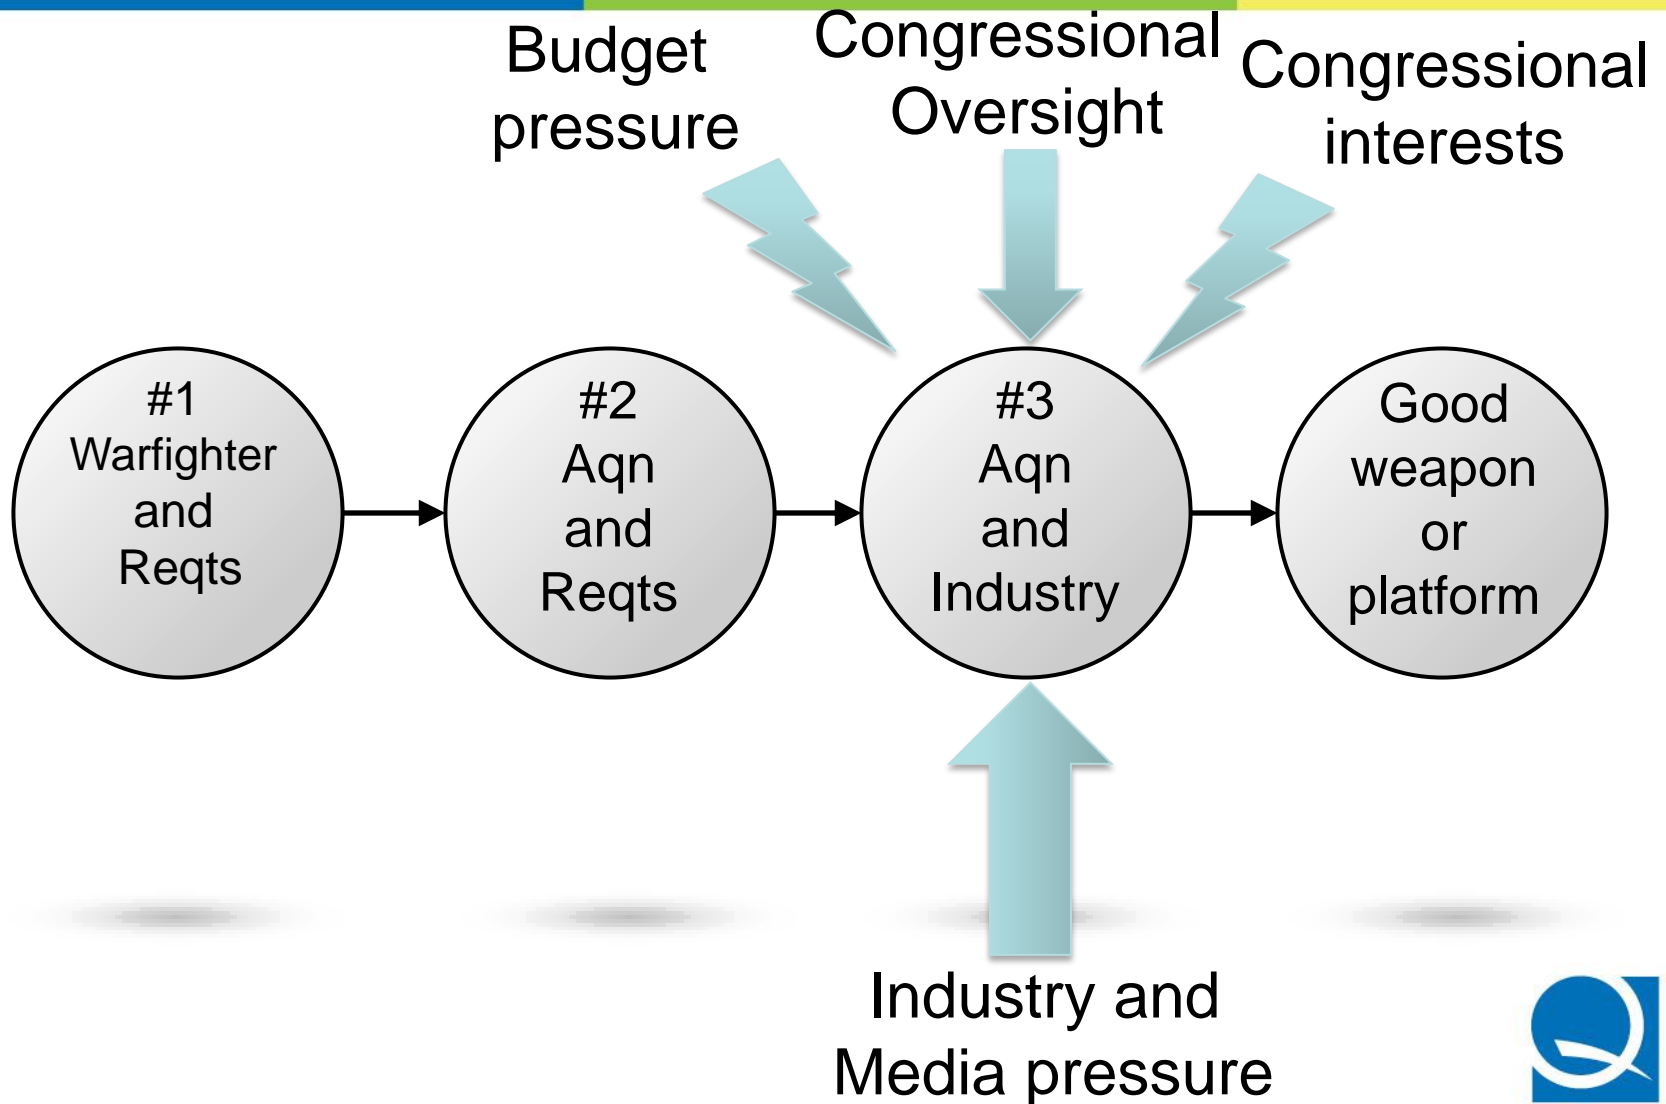 Budget
pressure
Congressional
Oversight
Congressional
interests
#1
Warfighter
and
Reqts
#2
Aqn
and
Reqts
#3
Aqn
and
Industry
Good
weapon
or
platform
Industry and
Media pressure